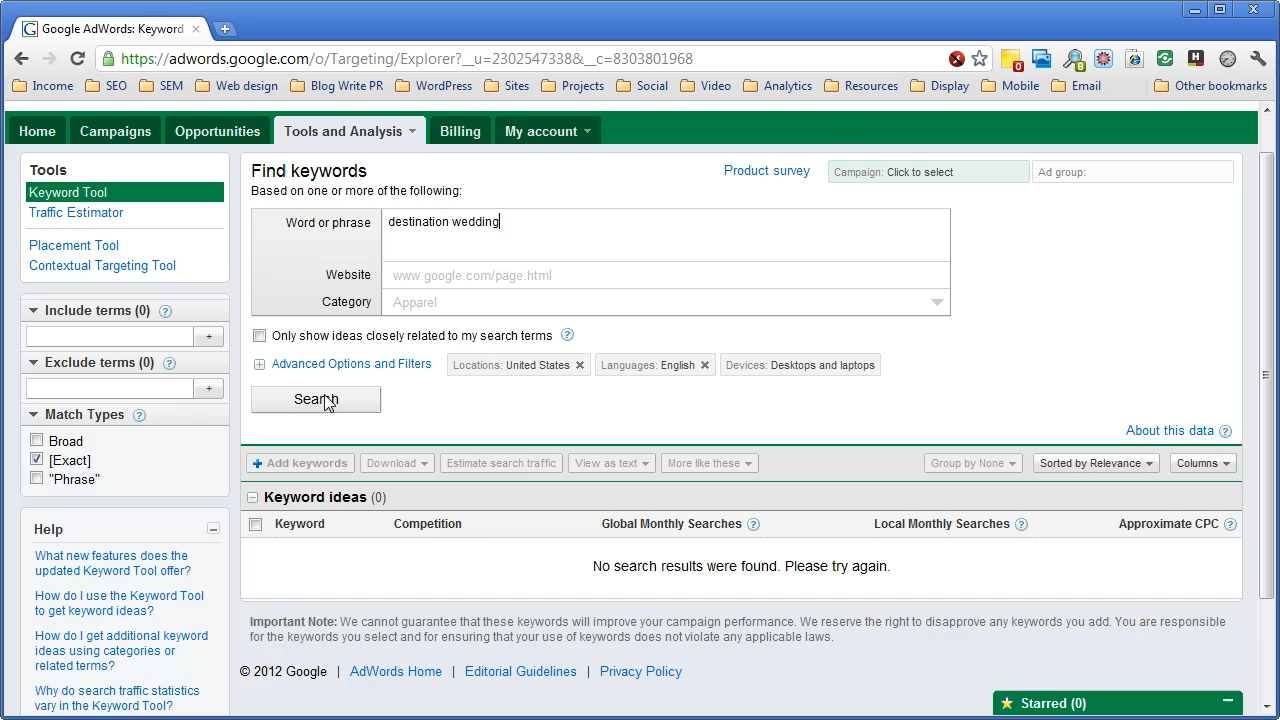 Google AdWords: Keyword
https://adwords.google.com/o/Targeting/Explorer?__u=2302547338&__c=8303801968
0
8
H
Income SEO SEM Web design Blog Write PR WordPress Sites Projects Social Video Analytics Resources Display Mobile Email Other bookmarks
Home Campaigns Opportunities Tools and Analysis Billing My account
Tools
Keyword Tool
Traffic Estimator
Placement Tool
Contextual Targeting Tool
Include terms (0) ?
+
Exclude terms (0) ?
+
Match Types ?
Broad
[Exact]
"Phrase"
Help
What new features does the
updated Keyword Tool offer?
How do I use the Keyword Tool
to get keyword ideas?
How do I get additional keyword
ideas using categories or
related terms?
Why do search traffic statistics
vary in the Keyword Tool?
Find keywords
Based on one or more of the following:
Product survey
Campaign: Click to select
Ad group:
Word or phrase destination wedding
Website www.google.com/page.html
Category Apparel
Only show ideas closely related to my search terms ?
Advanced Options and Filters Locations: United States Languages: English Devices: Desktops and laptops
Search
About this data ?
+ Add keywords Download Estimate search traffic View as text More like these Group by None Sorted by Relevance Columns
Keyword ideas (0)
Keyword Competition Global Monthly Searches ? Local Monthly Searches ? Approximate CPC ?
No search results were found. Please try again.
Important Note: We cannot guarantee that these keywords will improve your campaign performance. We reserve the right to disapprove any keywords you add. You are responsible
for the keywords you select and for ensuring that your use of keywords does not violate any applicable laws.
© 2012 Google | AdWords Home | Editorial Guidelines | Privacy Policy
Starred (0)